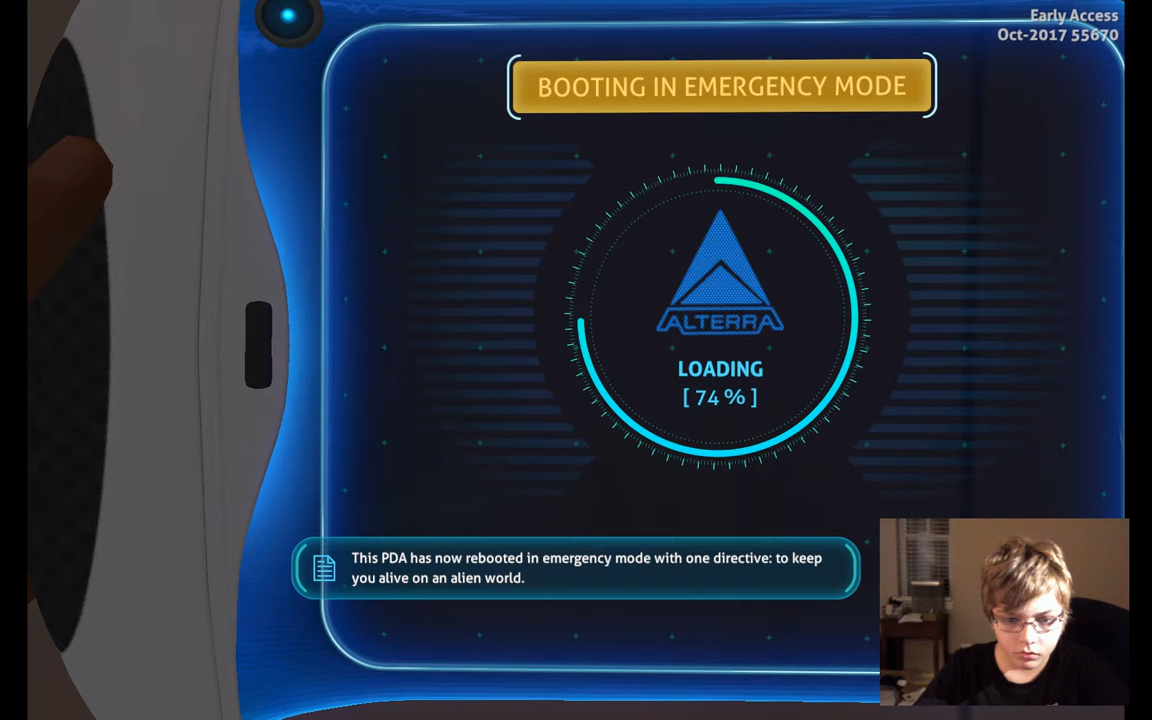 Early Access
Oct-2017 55670
BOOTING IN EMERGENCY MODE
ALTERRA
LOADING
[ 74 % ]
This PDA has now rebooted in emergency mode with one directive: to keep
you alive on an alien world.